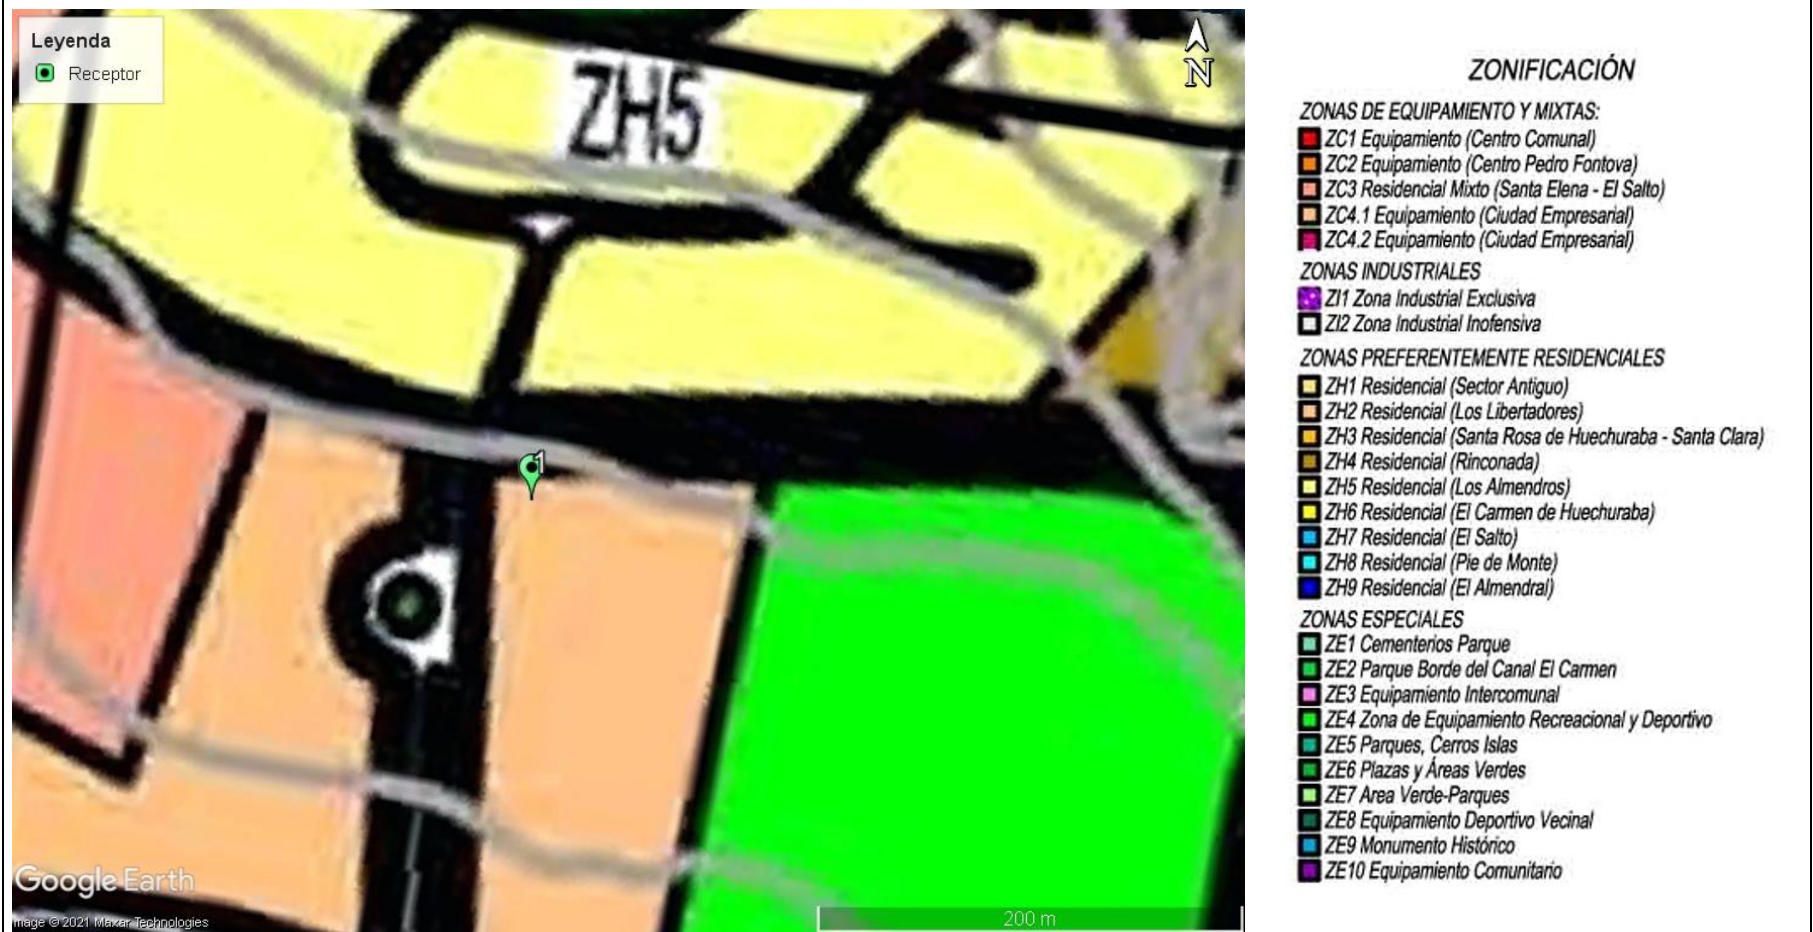 Leyenda
Receptor
N
ZH5
1
Google Earth
Image © 2021 Maxar Technologies
200 m
ZONIFICACIÓN
ZONAS DE EQUIPAMIENTO Y MIXTAS:
ZC1 Equipamiento (Centro Comunal)
ZC2 Equipamiento (Centro Pedro Fontova)
ZC3 Residencial Mixto (Santa Elena - El Salto)
ZC4.1 Equipamiento (Ciudad Empresarial)
ZC4.2 Equipamiento (Ciudad Empresarial)
ZONAS INDUSTRIALES
ZI1 Zona Industrial Exclusiva
ZI2 Zona Industrial Inofensiva
ZONAS PREFERENTEMENTE RESIDENCIALES
ZH1 Residencial (Sector Antiguo)
ZH2 Residencial (Los Libertadores)
ZH3 Residencial (Santa Rosa de Huechuraba - Santa Clara)
ZH4 Residencial (Rinconada)
ZH5 Residencial (Los Almendros)
ZH6 Residencial (El Carmen de Huechuraba)
ZH7 Residencial (El Salto)
ZH8 Residencial (Pie de Monte)
ZH9 Residencial (El Almendral)
ZONAS ESPECIALES
ZE1 Cementerios Parque
ZE2 Parque Borde del Canal El Carmen
ZE3 Equipamiento Intercomunal
ZE4 Zona de Equipamiento Recreacional y Deportivo
ZE5 Parques, Cerros Islas
ZE6 Plazas y Áreas Verdes
ZE7 Area Verde-Parques
ZE8 Equipamiento Deportivo Vecinal
ZE9 Monumento Histórico
ZE10 Equipamiento Comunitario